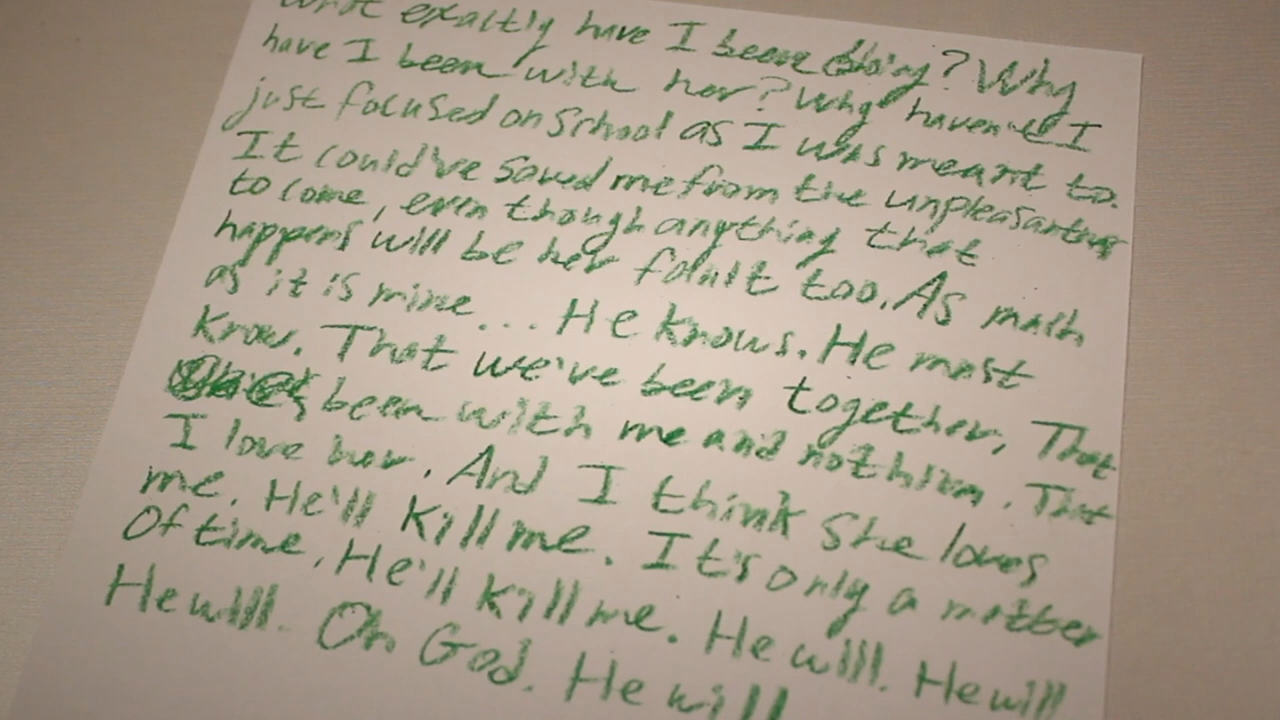 What exactly have I been doing? Why
have I been with her? Why haven't I
just focused on school as I was meant to.
It could've saved me from the unpleasantness
to come, even though anything that
happens will be her fault too. As much
as it is mine... He knows. He must
know. That we've been together, That
been with me and not him. That
I love her. And I think she loves
me. He'll kill me. It's only a matter
Of time. He'll kill me. He will. He will
He will. Oh God. He will